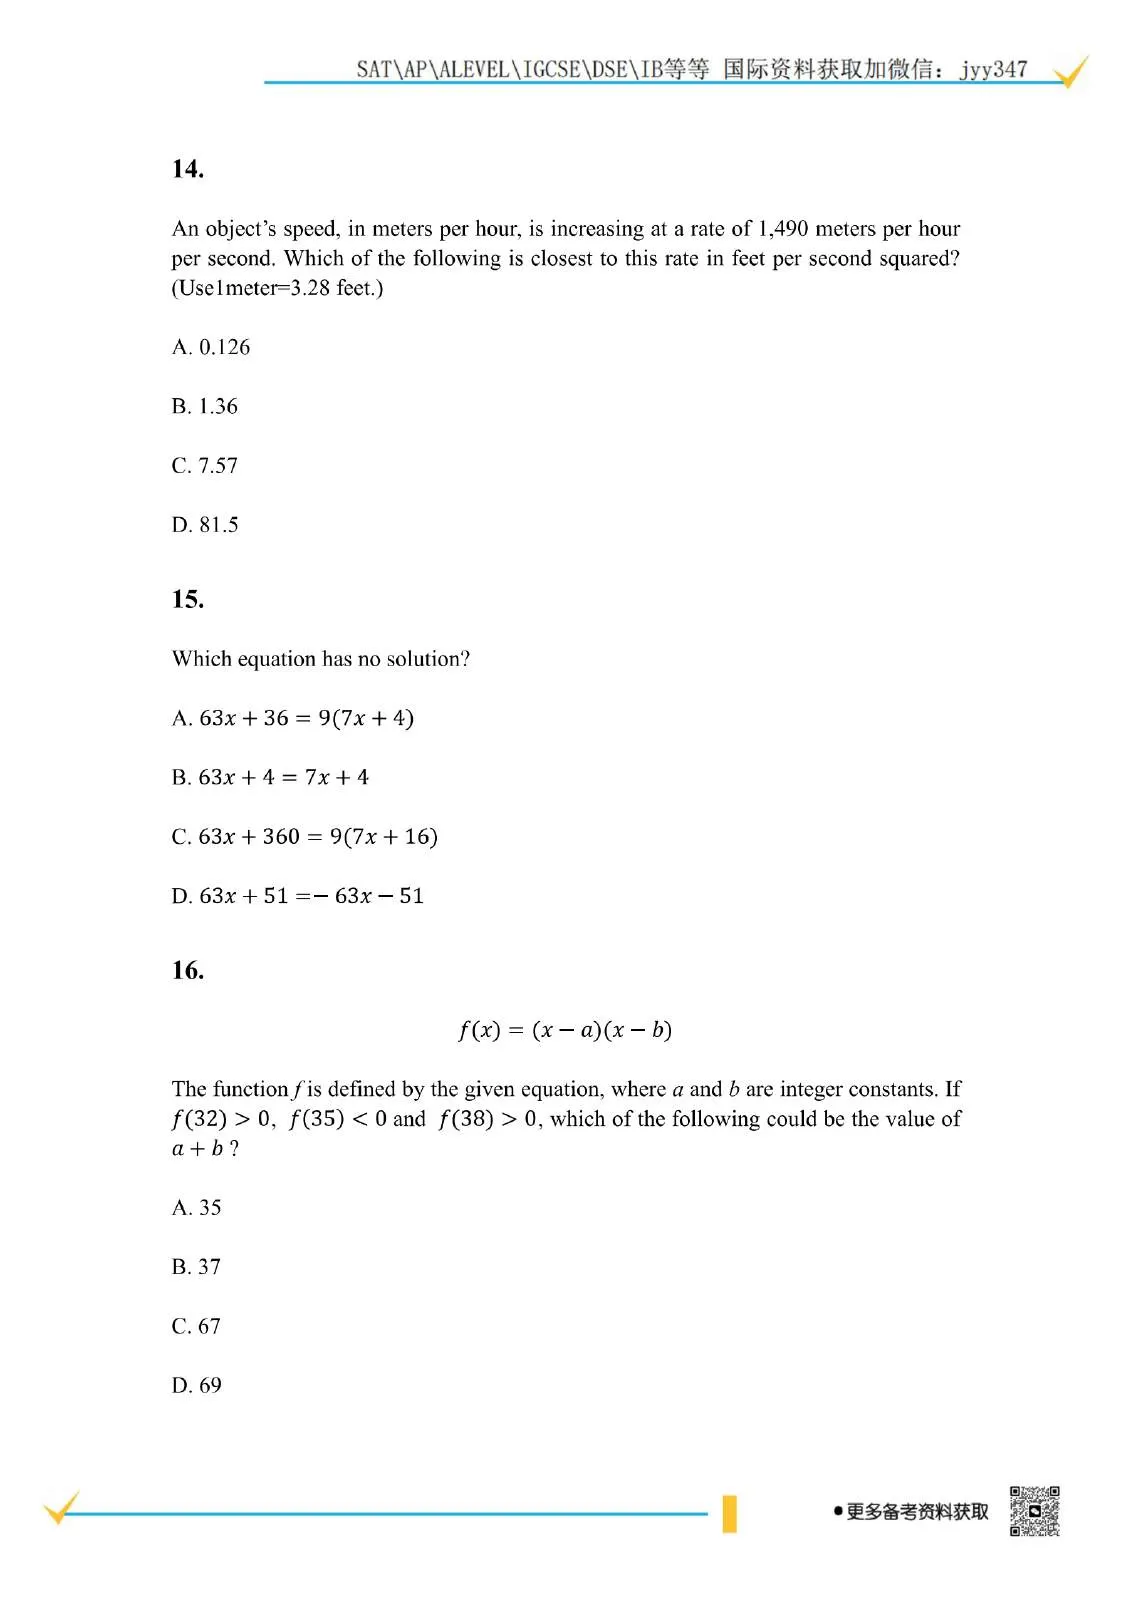 SAT\AP\ALEVEL\IGCSE\DSE\IB等等 国际资料获取加微信: jyy347
14.
An object’s speed, in meters per hour, is increasing at a rate of 1,490 meters per hour
per second. Which of the following is closest to this rate in feet per second squared?
(Use1meter=3.28 feet.)
A. 0.126
B. 1.36
C. 7.57
D. 81.5
15.
Which equation has no solution?
A. 63x + 36 = 9(7x + 4)
B. 63x + 4 = 7x + 4
C. 63x + 360 = 9(7x + 16)
D. 63x + 51 =− 63x − 51
16.
f(x) = (x − a)(x − b)
The function f is defined by the given equation, where a and b are integer constants. If
f(32) > 0, f(35) < 0 and f(38) > 0, which of the following could be the value of
a + b ?
A. 35
B. 37
C. 67
D. 69
●更多备考资料获取